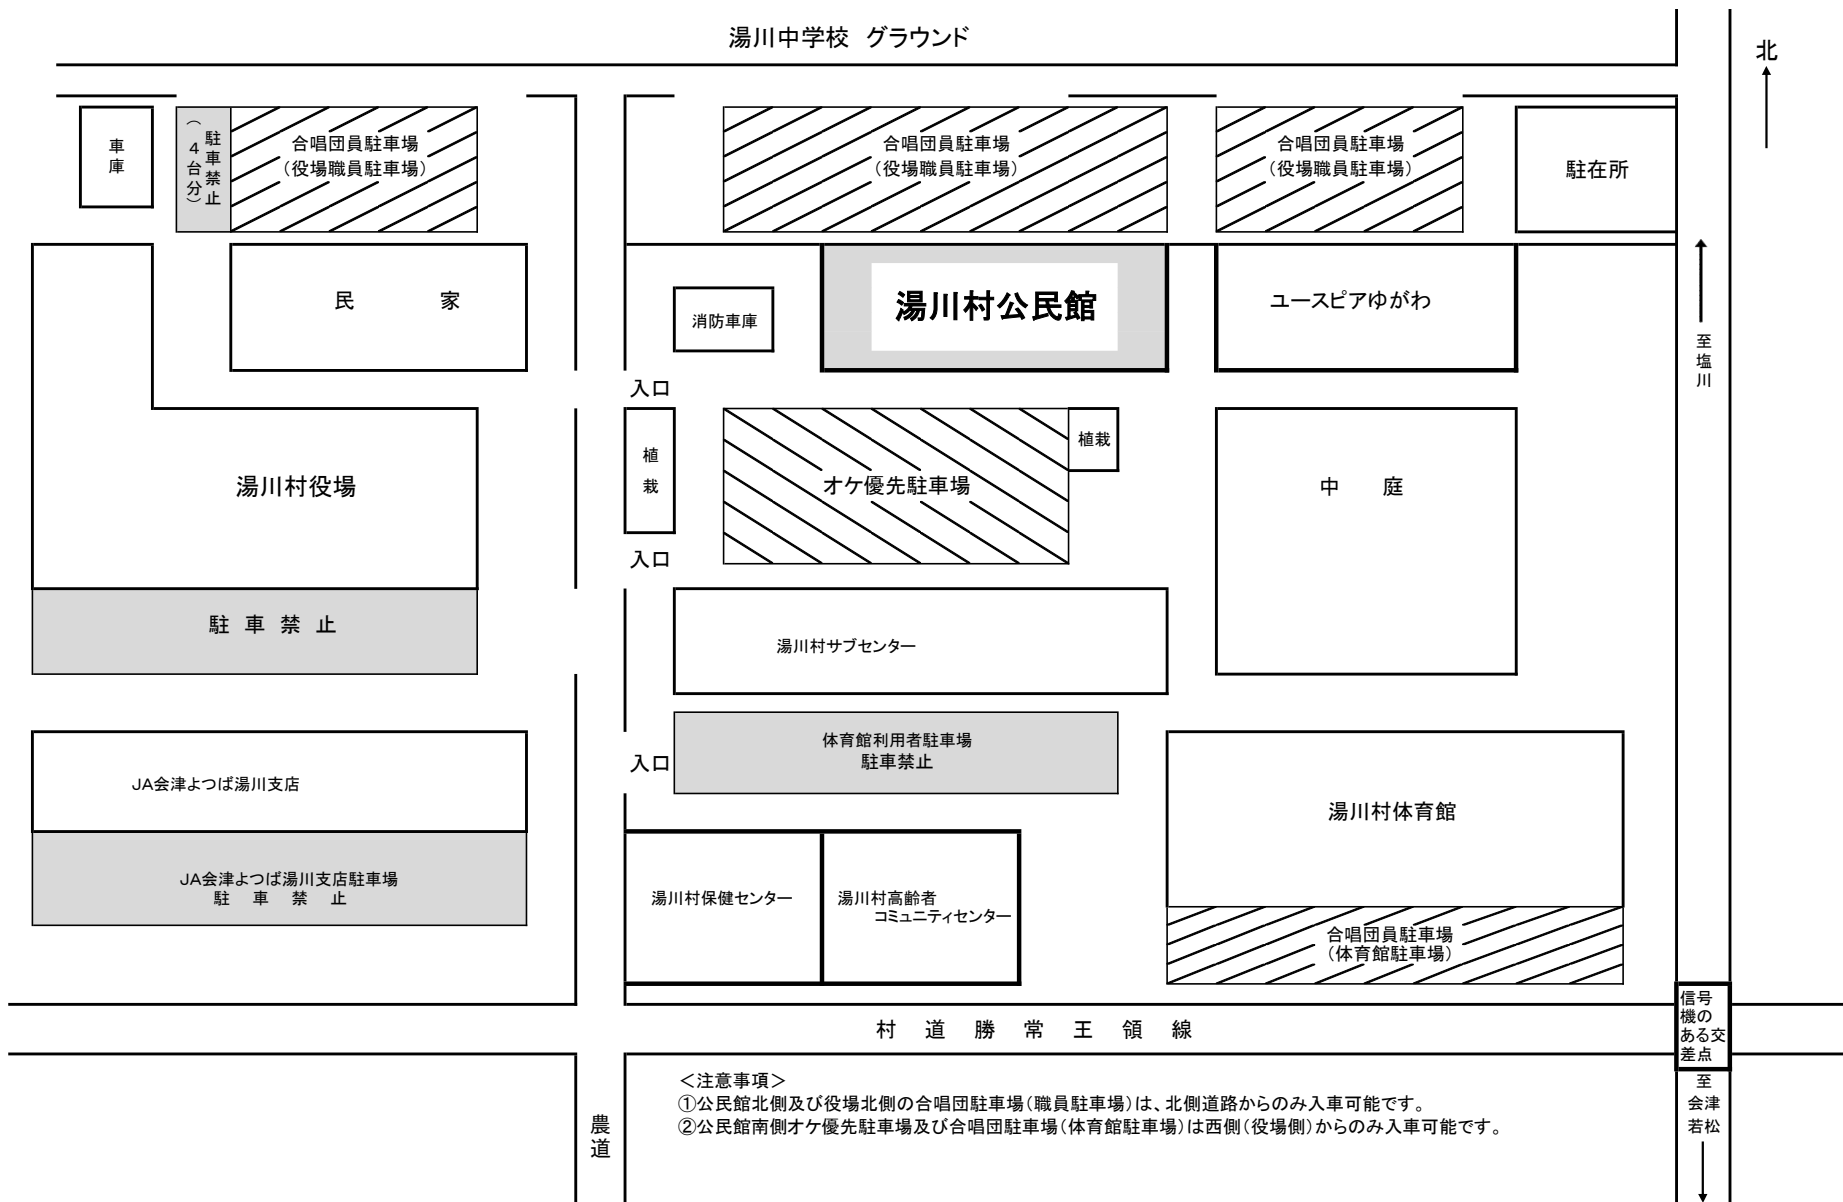 湯川中学校 グラウンド
北
車庫
駐車禁止
(4台分)
合唱団員駐車場
(役場職員駐車場)
合唱団員駐車場
(役場職員駐車場)
合唱団員駐車場
(役場職員駐車場)
駐在所
民 家
消防車庫
湯川村公民館
ユースピアゆがわ
至塩川
入口
湯川村役場
植栽
オケ優先駐車場
植栽
中 庭
入口
駐 車 禁 止
湯川村サブセンター
入口
体育館利用者駐車場
駐車禁止
JA会津よつば湯川支店
湯川村体育館
JA会津よつば湯川支店駐車場
駐 車 禁 止
湯川村保健センター
湯川村高齢者
コミュニティセンター
合唱団員駐車場
(体育館駐車場)
村 道 勝 常 王 領 線
信号
機の
ある交
差点
至
会津
若松
農道
<注意事項>
①公民館北側及び役場北側の合唱団駐車場(職員駐車場)は、北側道路からのみ入車可能です。
②公民館南側オケ優先駐車場及び合唱団駐車場(体育館駐車場)は西側(役場側)からのみ入車可能です。